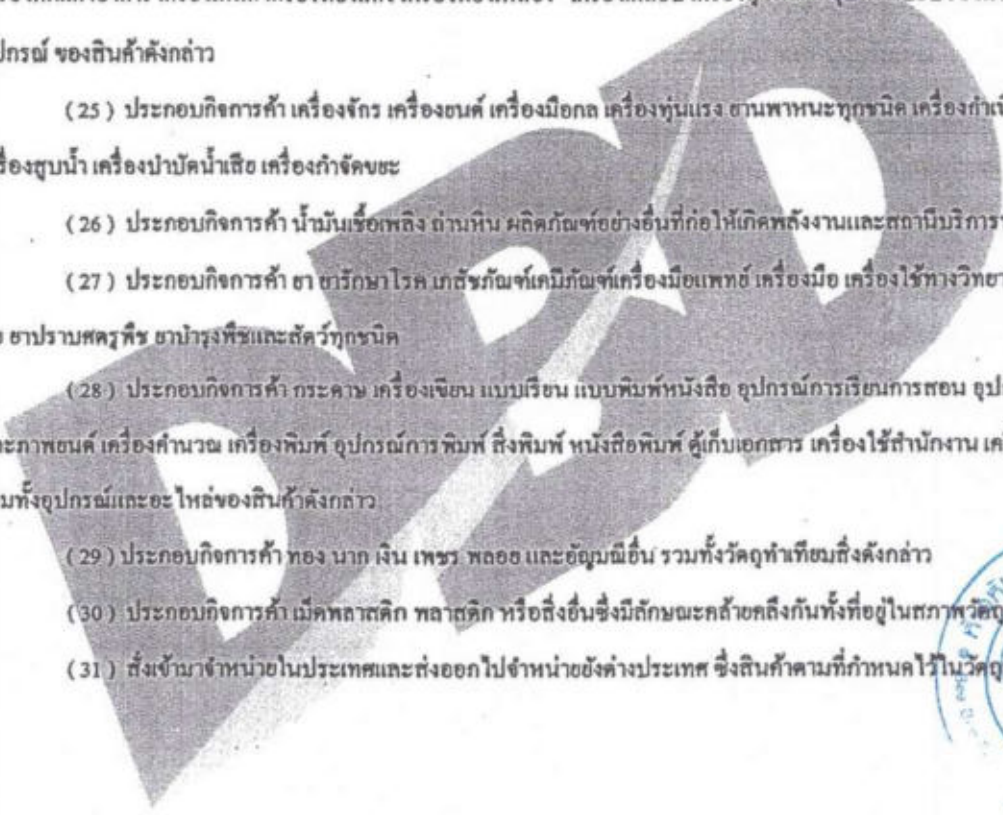 ปกรณ์ ของสินค้าดังกล่าว
(25) ประกอบกิจการค้า เครื่องจักร เครื่องยนต์ เครื่องมือกล เครื่องทุ่นแรง ยานพาหนะทุกชนิด เครื่องกำเนิ
รื่องสูบน้ำ เครื่องบำบัดน้ำเสีย เครื่องกำจัดขยะ
(26) ประกอบกิจการค้า น้ำมันเชื้อเพลิง ถ่านหิน ผลิตภัณฑ์อย่างอื่นที่ก่อให้เกิดพลังงานและสถานีบริการ
(27) ประกอบกิจการค้า ยา ยารักษาโรค เภสัชภัณฑ์เคมีภัณฑ์เครื่องมือแพทย์ เครื่องมือ เครื่องใช้ทางวิทยา
ย ยาปราบศตรูพืช ยาบำรุงพืชและสัตว์ทุกชนิด
(28) ประกอบกิจการค้า กระดาษ เครื่องเขียน แบบเรียน แบบพิมพ์หนังสือ อุปกรณ์การเรียนการสอน อุป
ะภาพยนต์ เครื่องคำนวณ เครื่องพิมพ์ อุปกรณ์การพิมพ์ สิ่งพิมพ์ หนังสือพิมพ์ ตู้เก็บเอกสาร เครื่องใช้สำนักงาน เค
มทั้งอุปกรณ์และอะไหล่ของสินค้าดังกล่าว
(29) ประกอบกิจการค้า ทอง นาก เงิน เพชร พลอย และอัญมณีอื่น รวมทั้งวัตถุทำเทียมสิ่งดังกล่าว
(30) ประกอบกิจการค้า เม็ดพลาสติก พลาสติก หรือสิ่งอื่นซึ่งมีลักษณะคล้ายคลึงกันทั้งที่อยู่ในสภาพวัตถุ
(31) สั่งเข้ามาจำหน่ายในประเทศและส่งออกไปจำหน่ายยังต่างประเทศ ซึ่งสินค้าตามที่กำหนดไว้ในวัตถุ
DBD